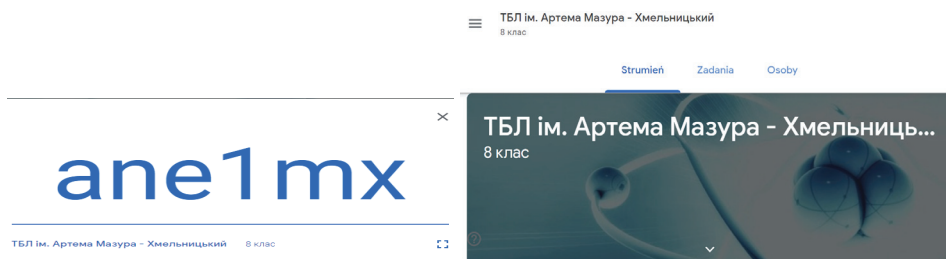 ane1mx
ТБЛ ім. Артема Мазура - Хмельницький 8 клас
ТБЛ ім. Артема Мазура - Хмельницький
8 клас
Strumień Zadania Osoby
ТБЛ ім. Артема Мазура - Хмельниць...
8 клас